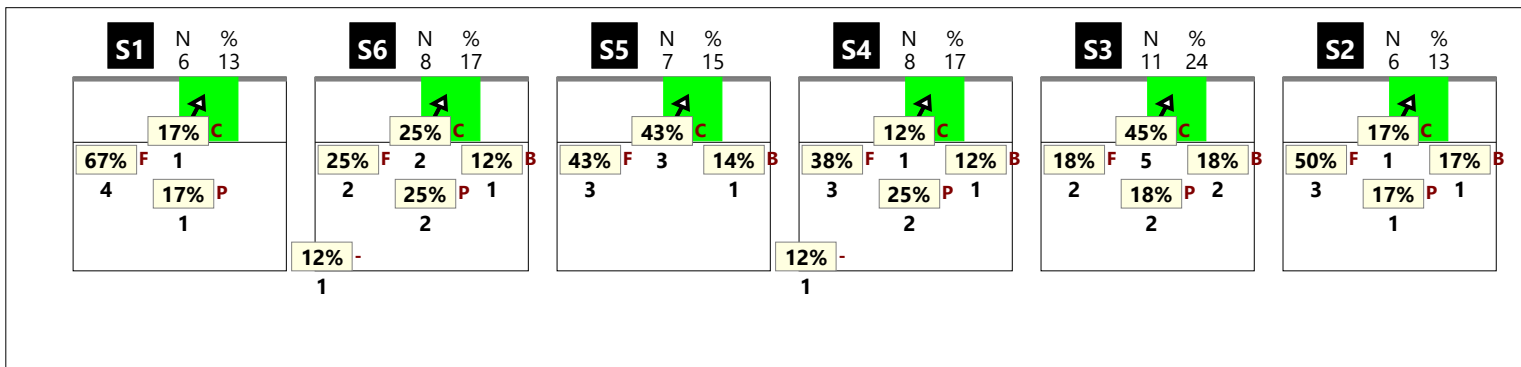 S1 N % 6 13
17% C
1
67% F
4
17% P
1
S6 N % 8 17
25% C
2
25% F
2
12% B
1
25% P
2
12% -
1
S5 N % 7 15
43% C
3
43% F
3
14% B
1
S4 N % 8 17
12% C
1
38% F
3
12% B
1
25% P
2
12% -
1
S3 N % 11 24
45% C
5
18% F
2
18% B
2
18% P
2
S2 N % 6 13
17% C
1
50% F
3
17% B
1
17% P
1